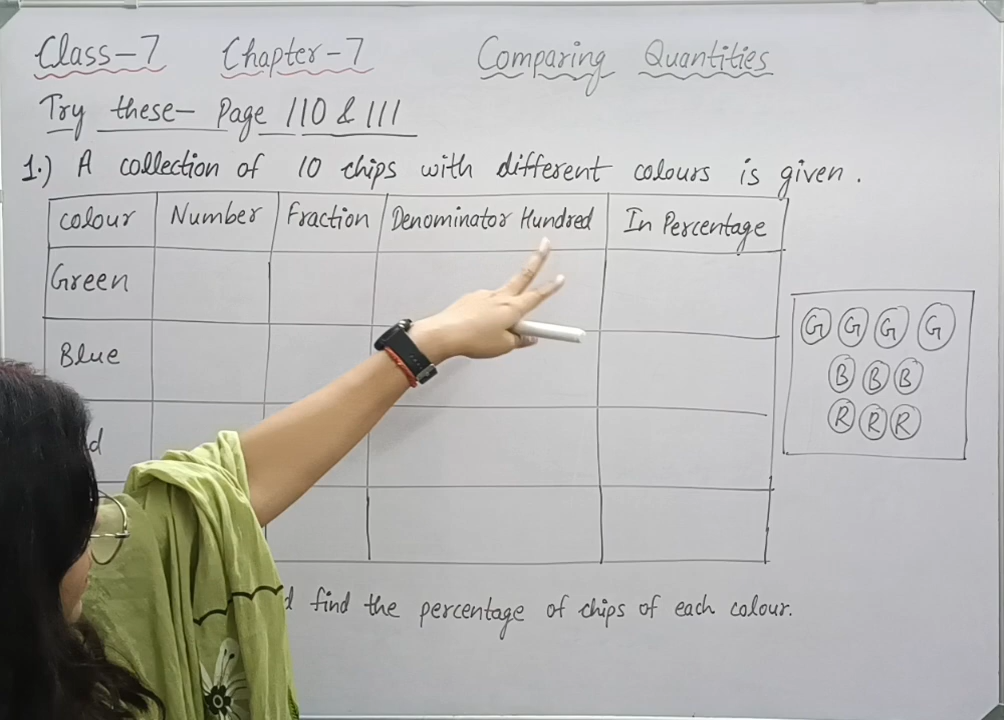 Class-7 Chapter-7 Comparing Quantities
Try these- Page 110 & 111
1.) A collection of 10 chips with different colours is given.
colour Number Fraction Denominator Hundred In Percentage
Green
Blue
G G G G
B B B
R R R
find the percentage of chips of each colour.